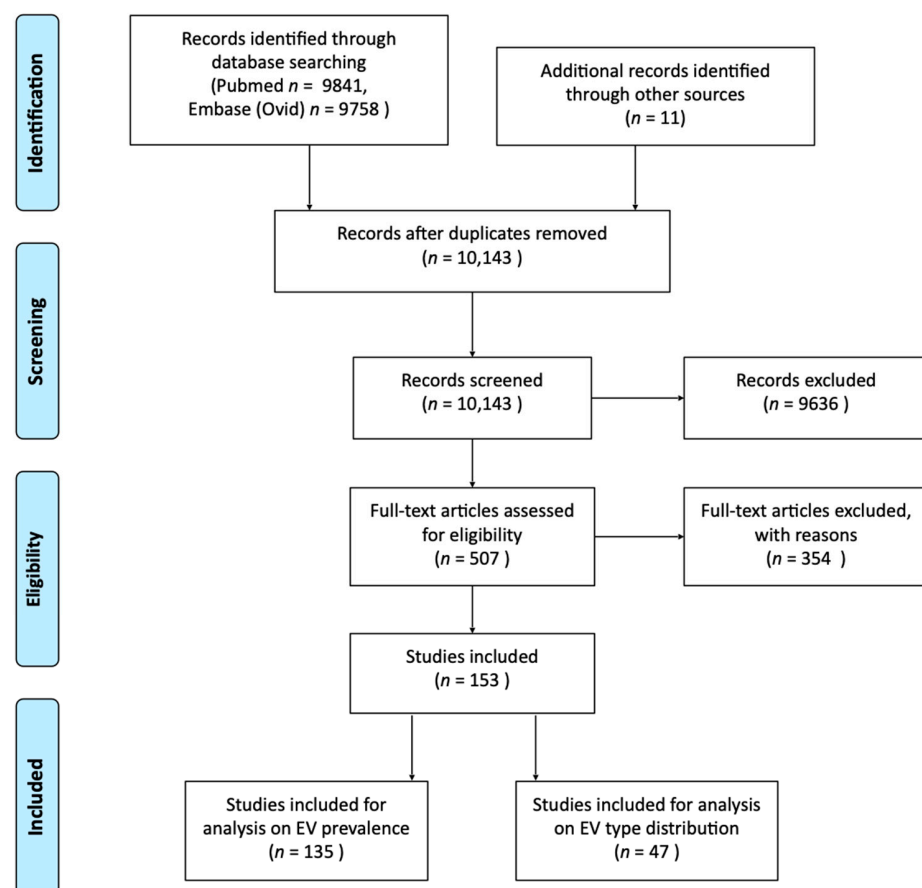 Identification
Records identified through
database searching
(Pubmed n = 9841,
Embase (Ovid) n = 9758 )
Additional records identified
through other sources
(n = 11)
Records after duplicates removed
(n = 10,143 )
Screening
Records screened
(n = 10,143 )
Records excluded
(n = 9636 )
Eligibility
Full-text articles assessed
for eligibility
(n = 507 )
Full-text articles excluded,
with reasons
(n = 354 )
Studies included
(n = 153 )
Included
Studies included for
analysis on EV prevalence
(n = 135 )
Studies included for analysis
on EV type distribution
(n = 47 )